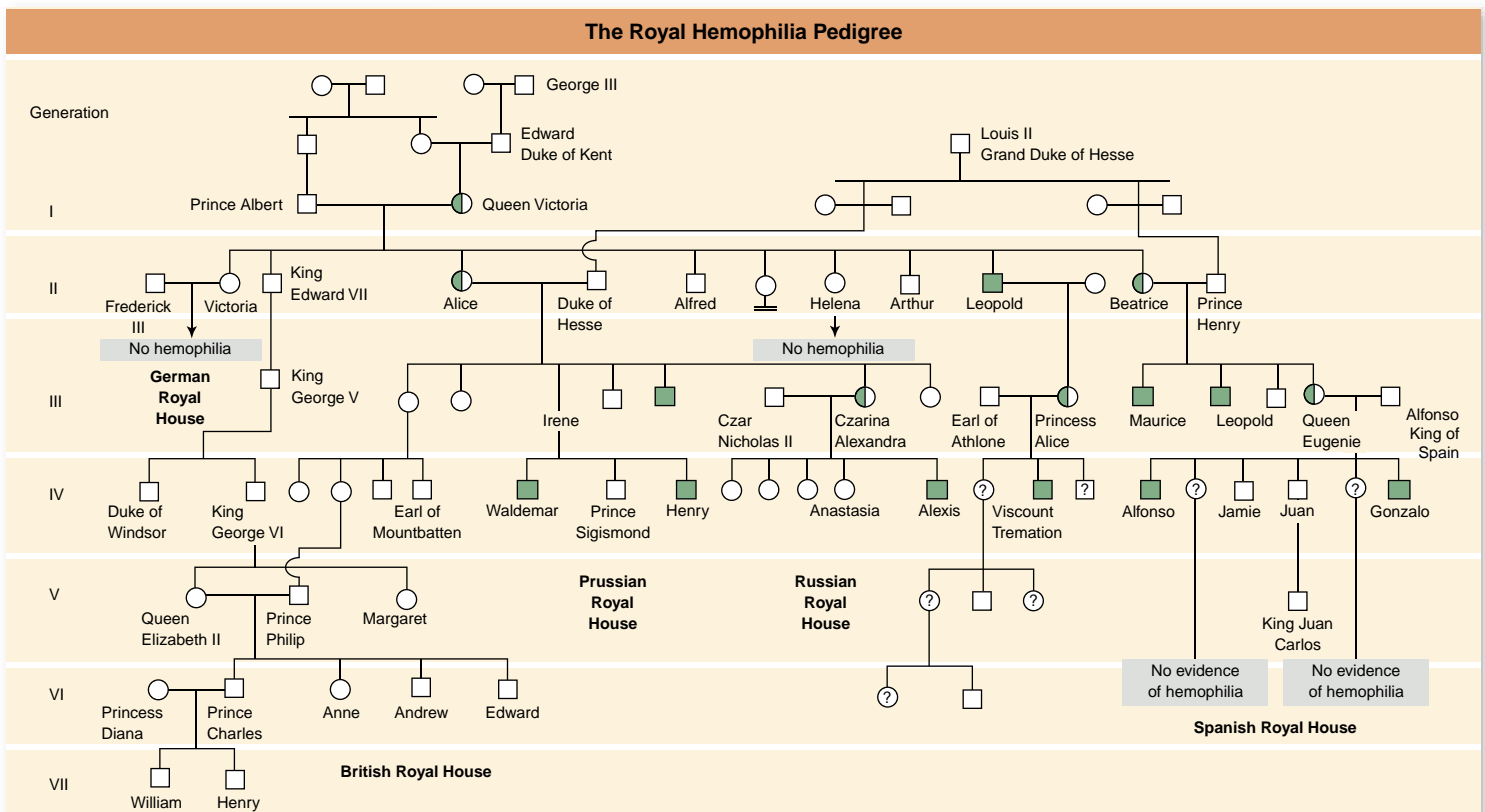 The Royal Hemophilia Pedigree
Generation
George III
Edward
Duke of Kent
Louis II
Grand Duke of Hesse
I
Prince Albert
Queen Victoria
II
Frederick
III
Victoria
King
Edward VII
Alice
Duke of
Hesse
Alfred
Helena
Arthur
Leopold
Beatrice
Prince
Henry
No hemophilia
No hemophilia
German
Royal
House
III
King
George V
Irene
Czar
Nicholas II
Czarina
Alexandra
Earl of
Athlone
Princess
Alice
Maurice
Leopold
Queen
Eugenie
Alfonso
King of
Spain
IV
Duke of
Windsor
King
George VI
Earl of
Mountbatten
Waldemar
Prince
Sigismond
Henry
Anastasia
Alexis
?
Viscount
Tremation
?
Alfonso
?
Jamie
Juan
?
Gonzalo
V
Queen
Elizabeth II
Prince
Philip
Margaret
Prussian
Royal
House
Russian
Royal
House
?
?
King Juan
Carlos
VI
Princess
Diana
Prince
Charles
Anne
Andrew
Edward
?
No evidence
of hemophilia
No evidence
of hemophilia
Spanish Royal House
VII
William
Henry
British Royal House